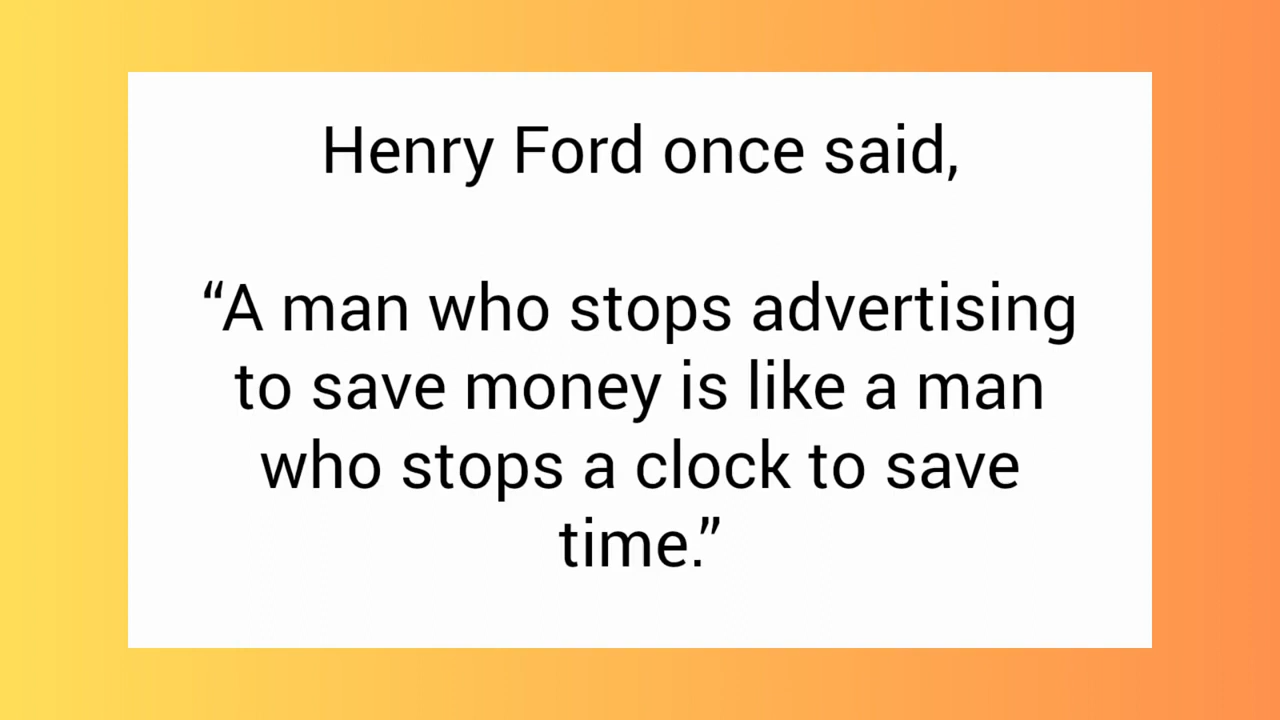 Henry Ford once said,
“A man who stops advertising
to save money is like a man
who stops a clock to save
time.”